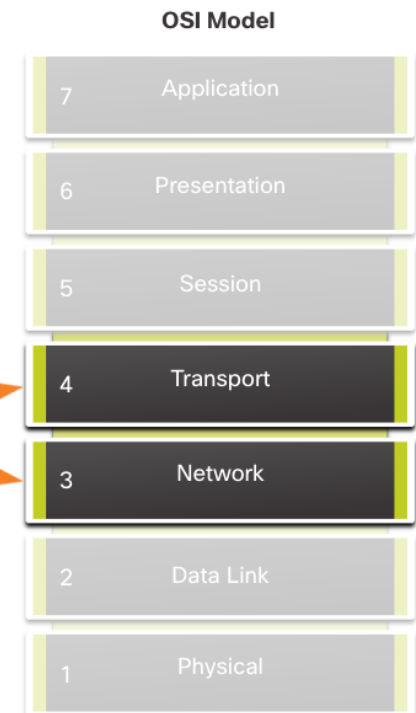 OSI Model
7 Application
6 Presentation
5 Session
4 Transport
3 Network
2 Data Link
1 Physical